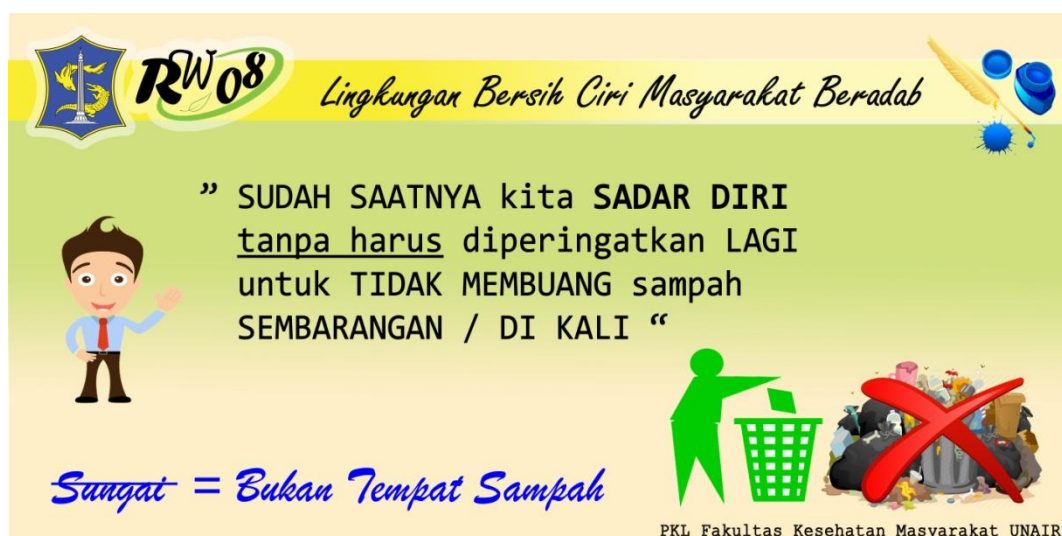 RW 08
Lingkungan Bersih Ciri Masyarakat Beradab
” SUDAH SAATNYA kita SADAR DIRI
tanpa harus diperingatkan LAGI
untuk TIDAK MEMBUANG sampah
SEMBARANGAN / DI KALI “
Sungai = Bukan Tempat Sampah
PKL Fakultas Kesehatan Masyarakat UNAIR